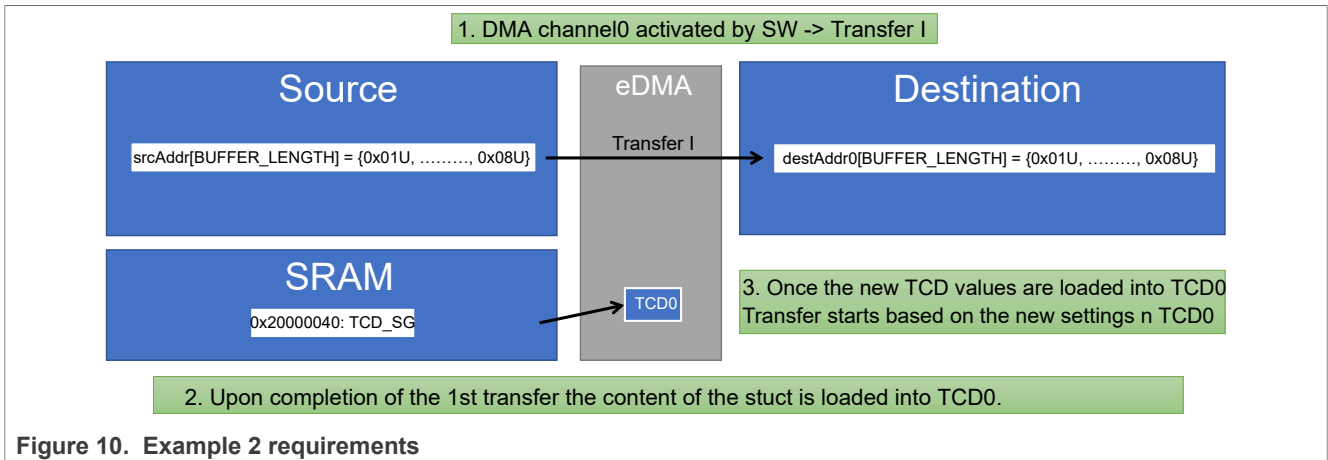 1. DMA channel0 activated by SW -> Transfer I
Source
eDMA
Destination
srcAddr[BUFFER_LENGTH] = {0x01U, ………, 0x08U}
Transfer I
destAddr0[BUFFER_LENGTH] = {0x01U, ………, 0x08U}
SRAM
0x20000040: TCD_SG
TCD0
3. Once the new TCD values are loaded into TCD0
Transfer starts based on the new settings n TCD0
2. Upon completion of the 1st transfer the content of the stuct is loaded into TCD0.
Figure 10. Example 2 requirements